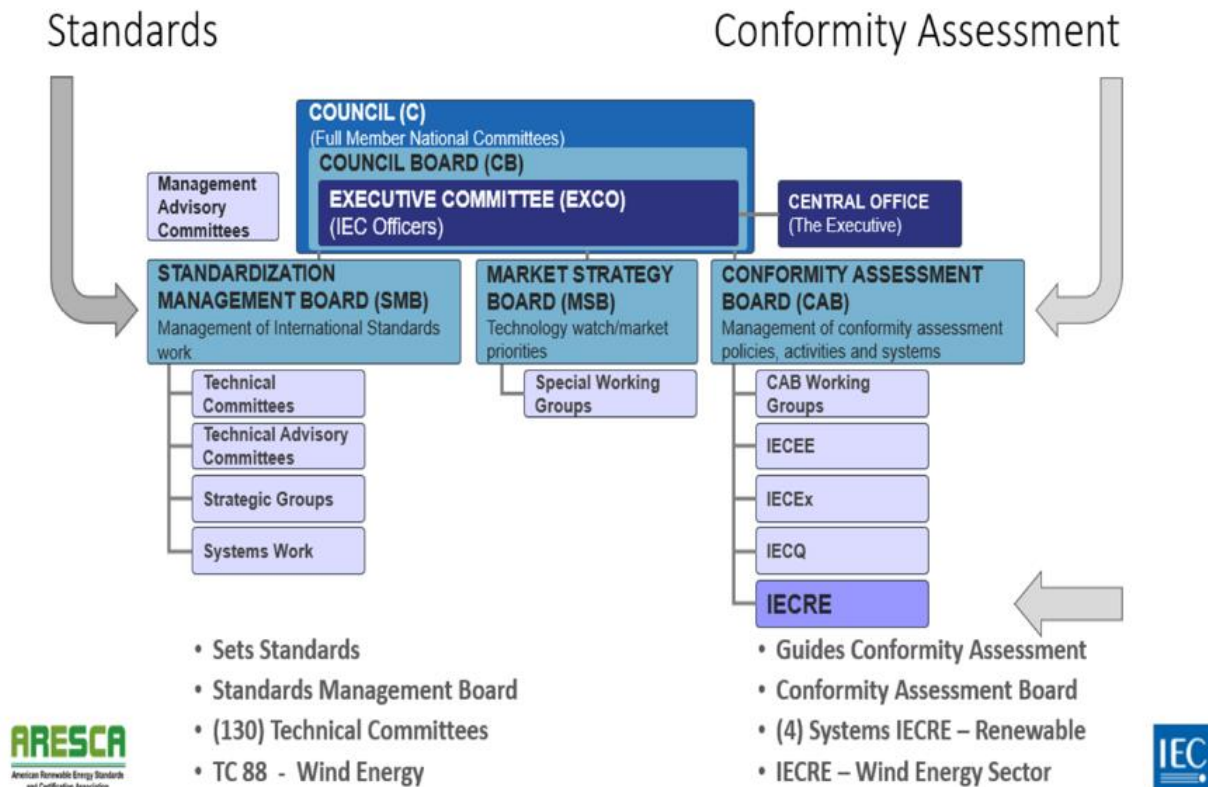 Standards
Conformity Assessment
COUNCIL (C)
(Full Member National Committees)
COUNCIL BOARD (CB)
EXECUTIVE COMMITTEE (EXCO)
(IEC Officers)
Management
Advisory
Committees
CENTRAL OFFICE
(The Executive)
STANDARDIZATION
MANAGEMENT BOARD (SMB)
Management of International Standards
work
MARKET STRATEGY
BOARD (MSB)
Technology watch/market
priorities
CONFORMITY ASSESSMENT
BOARD (CAB)
Management of conformity assessment
policies, activities and systems
Technical
Committees
Technical Advisory
Committees
Strategic Groups
Systems Work
Special Working
Groups
CAB Working
Groups
IECEE
IECEx
IECQ
IECRE
• Sets Standards
• Standards Management Board
• (130) Technical Committees
• TC 88 - Wind Energy
• Guides Conformity Assessment
• Conformity Assessment Board
• (4) Systems IECRE – Renewable
• IECRE – Wind Energy Sector
ARESCA
American Renewable Energy Standards
and Certification Association
IEC